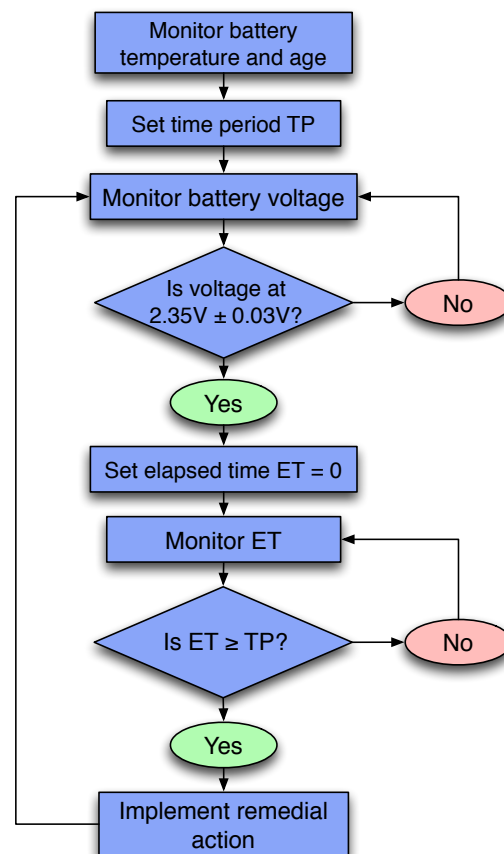 Monitor battery
temperature and age
Set time period TP
Monitor battery voltage
Is voltage at
2.35V ± 0.03V?
No
Yes
Set elapsed time ET = 0
Monitor ET
Is ET ≥ TP?
No
Yes
Implement remedial
action